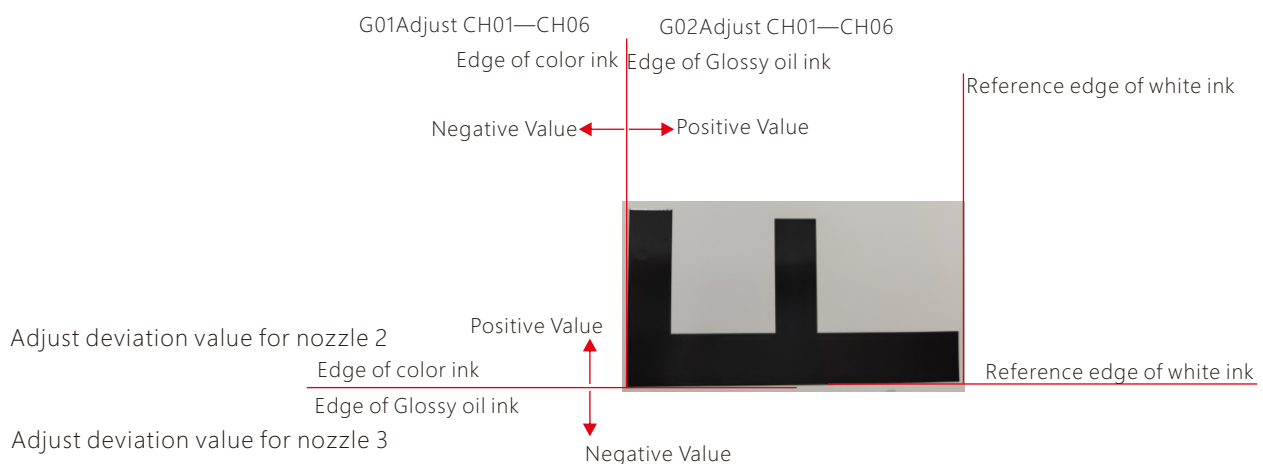 G01Adjust CH01—CH06
G02Adjust CH01—CH06
Edge of color ink
Edge of Glossy oil ink
Reference edge of white ink
Negative Value
Positive Value
Positive Value
Adjust deviation value for nozzle 2
Edge of color ink
Reference edge of white ink
Edge of Glossy oil ink
Adjust deviation value for nozzle 3
Negative Value